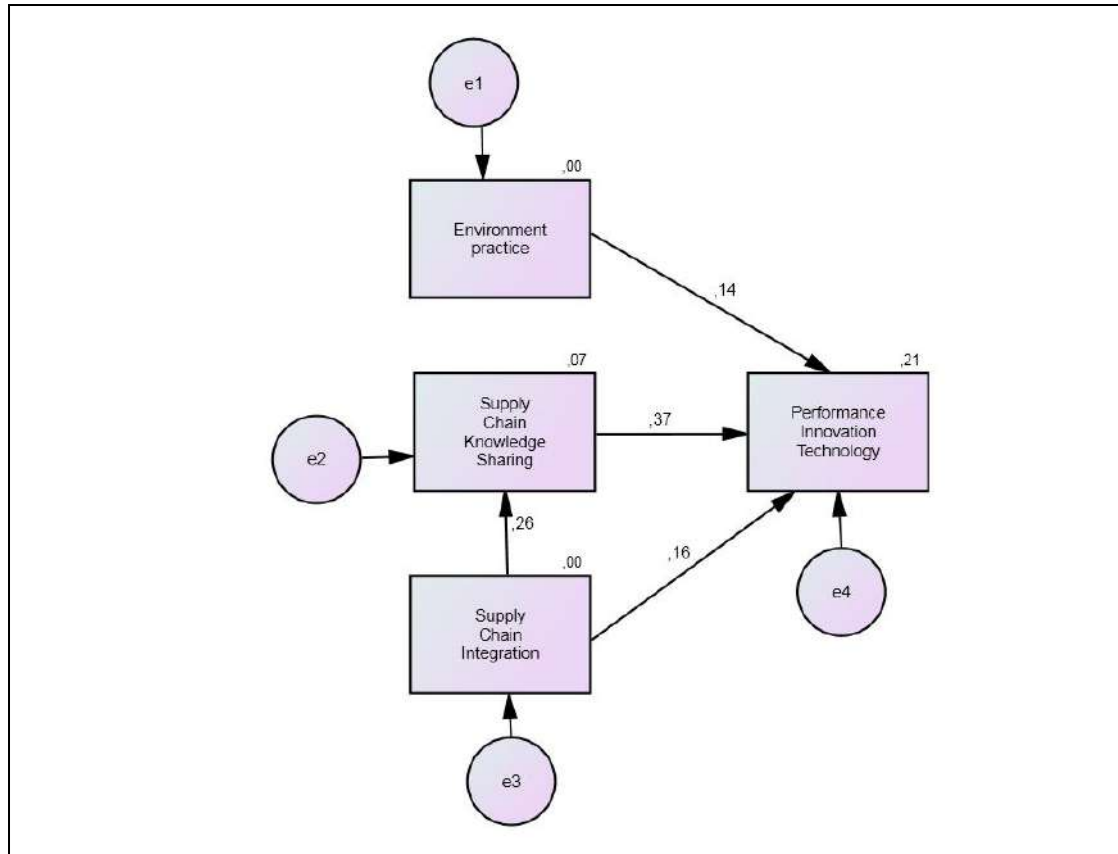 e1
,00
Environment
practice
,14
,07
,21
Supply
Chain
Knowledge
Sharing
,37
Performance
Innovation
Technology
e2
,26
,00
,16
Supply
Chain
Integration
e4
e3